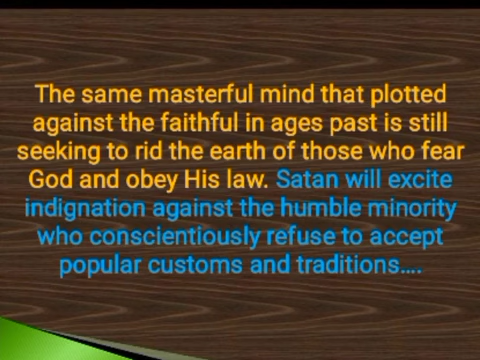 The same masterful mind that plotted
against the faithful in ages past is still
seeking to rid the earth of those who fear
God and obey His law. Satan will excite
indignation against the humble minority
who conscientiously refuse to accept
popular customs and traditions....